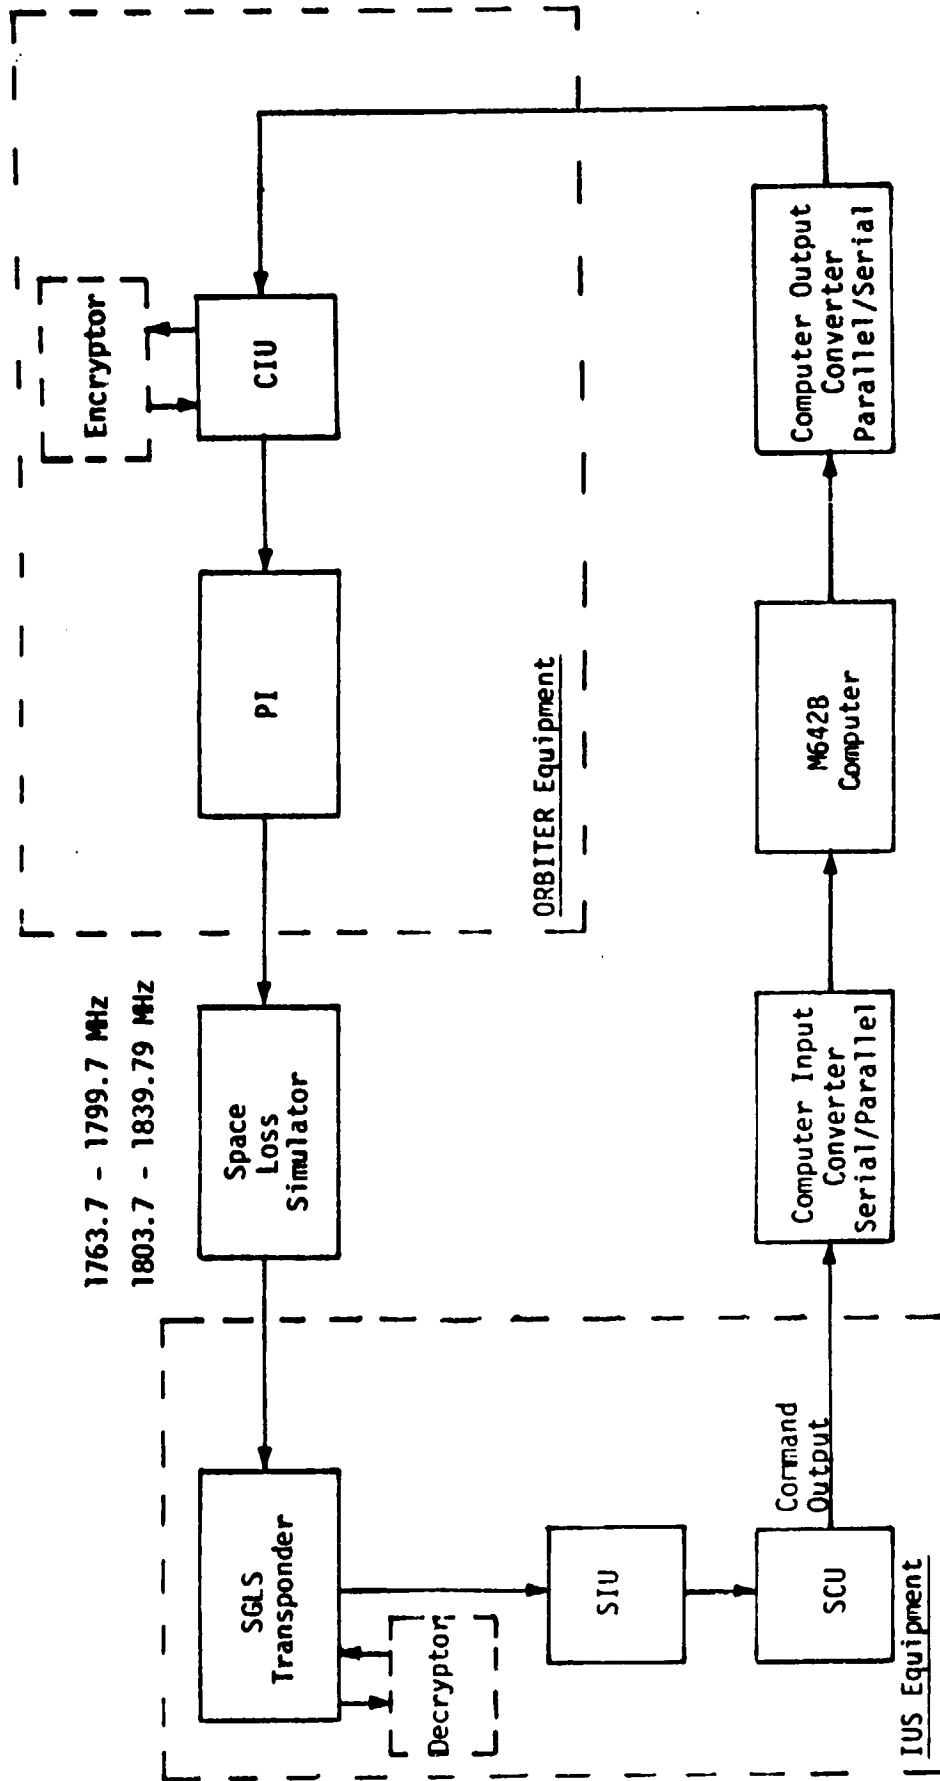 1763.7 - 1799.7 MHz
1803.7 - 1839.79 MHz
Encryptor
SGLS
Transponder
Space
Loss
Simulator
PI
CIU
Decryptor
SIU
ORBITER Equipment
Command
Output
SCU
Computer Input
Converter
Serial/Parallel
M642B
Computer
Computer Output
Converter
Parallel/Serial
IUS Equipment